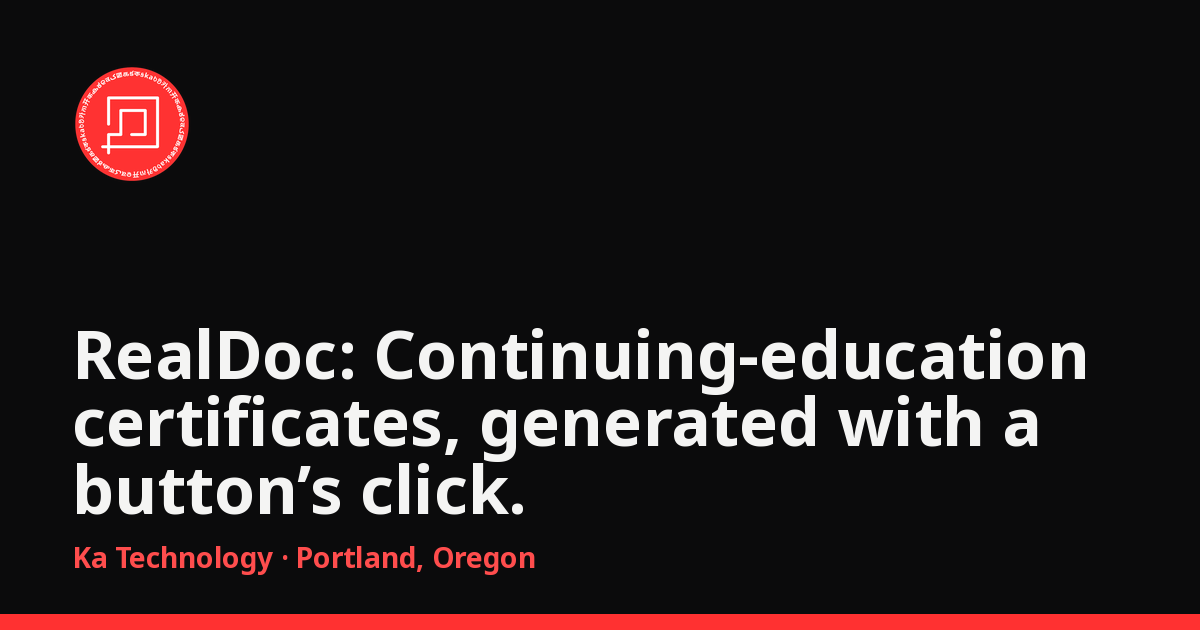 RealDoc: Continuing-education
certificates, generated with a
button’s click.
Ka Technology · Portland, Oregon